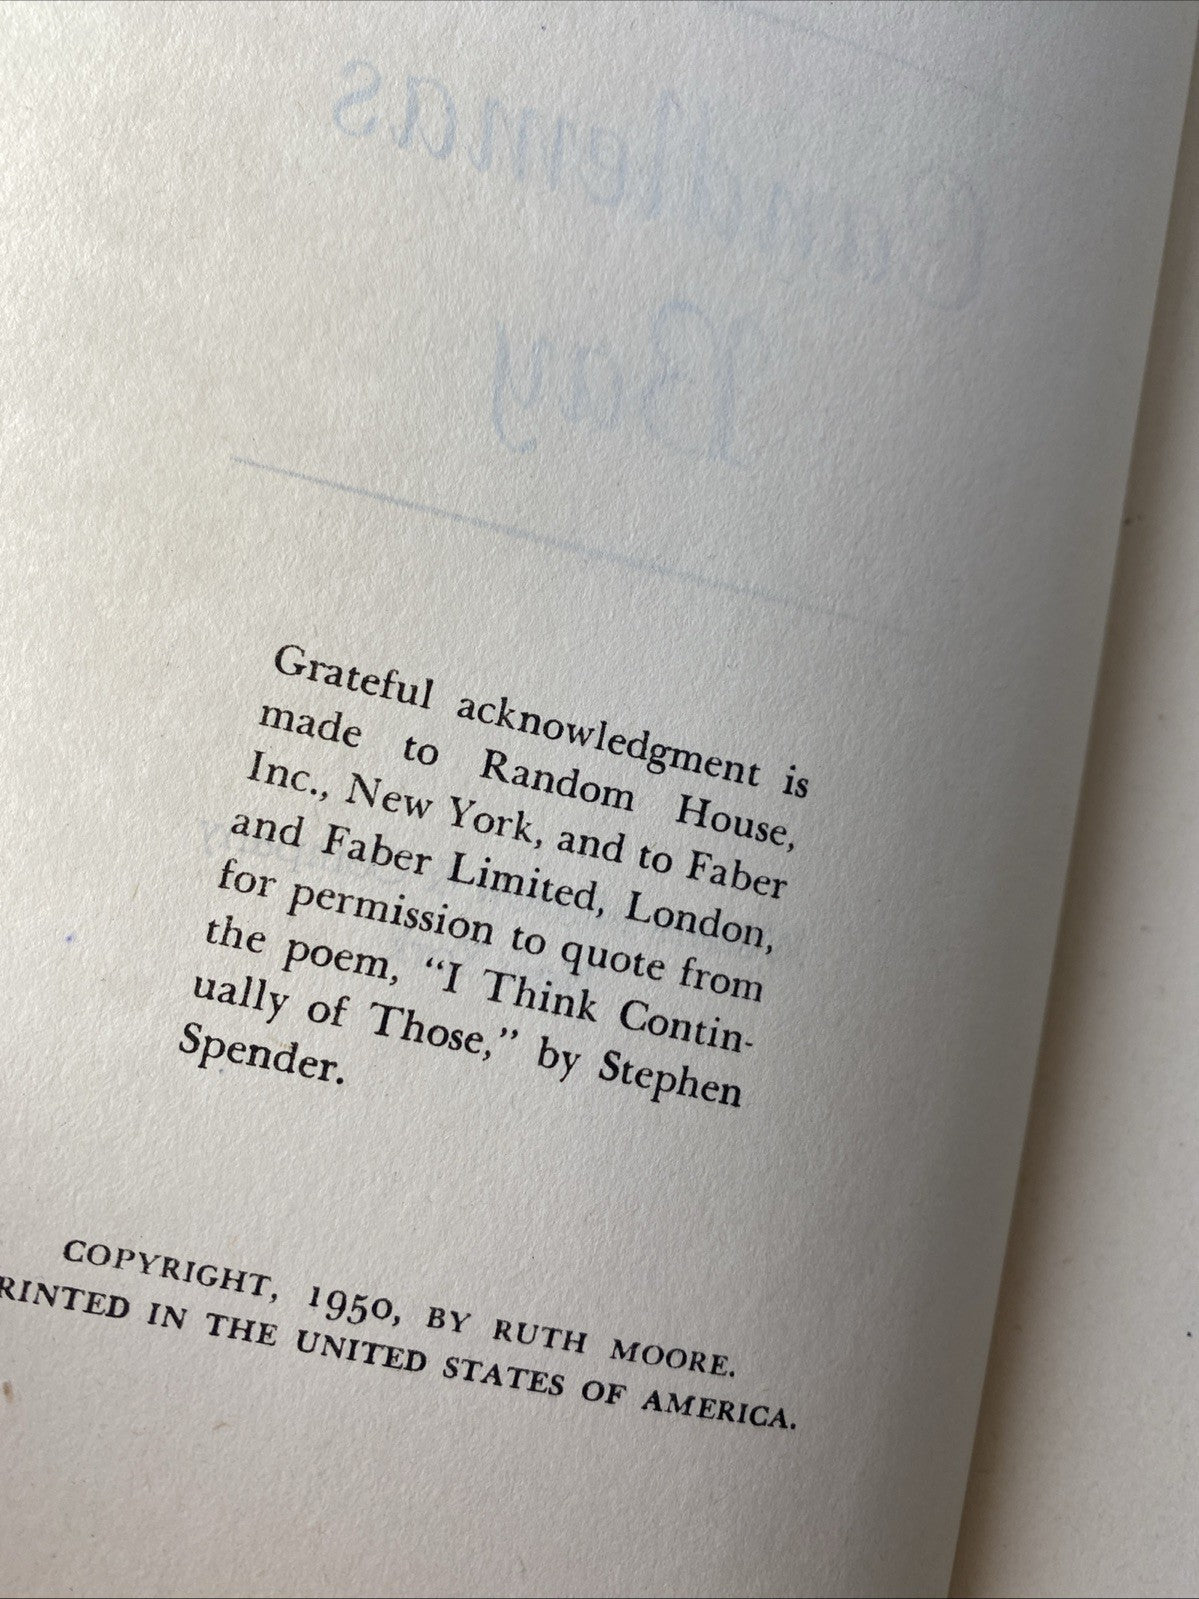 Candlemas
Bay
Grateful acknowledgment is
made to Random House,
Inc., New York, and to Faber
and Faber Limited, London,
for permission to quote from
the poem, “I Think Contin-
ually of Those,” by Stephen
Spender.
COPYRIGHT, 1950, BY RUTH MOORE.
RINTED IN THE UNITED STATES OF AMERICA.